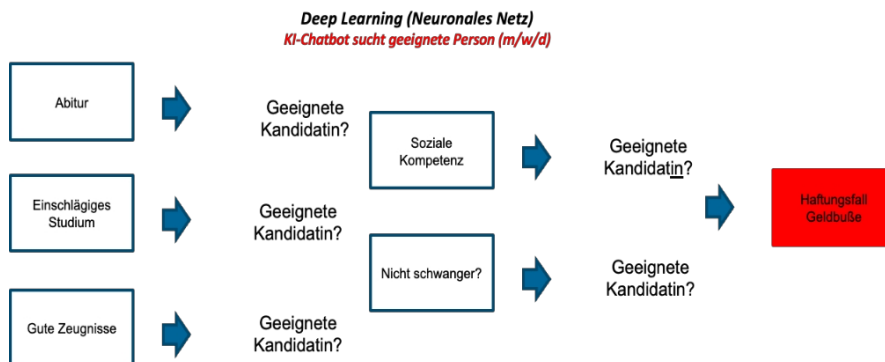 Deep Learning (Neuronales Netz)
KI-Chatbot sucht geeignete Person (m/w/d)
Abitur
Geeignete
Kandidatin?
Einschlägiges
Studium
Geeignete
Kandidatin?
Gute Zeugnisse
Geeignete
Kandidatin?
Soziale
Kompetenz
Geeignete
Kandidatin?
Nicht schwanger?
Geeignete
Kandidatin?
Haftungsfall
Geldbuße